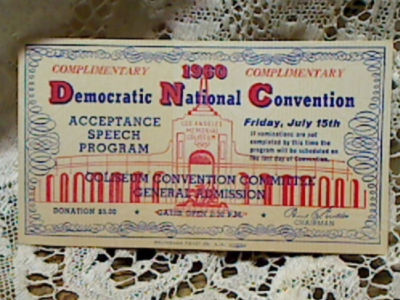 COMPLIMENTARY 1960 COMPLIMENTARY
Democratic National Convention
ACCEPTANCE
SPEECH
PROGRAM
Friday, July 15th
If nominations are not
completed by this time the
program will be scheduled on
the last day of Convention.
LOS ANGELES
MEMORIAL
COLISEUM
COLISEUM CONVENTION COMMITTEE
GENERAL ADMISSION
DONATION $5.00
GATES OPEN P.M.
CHAIRMAN